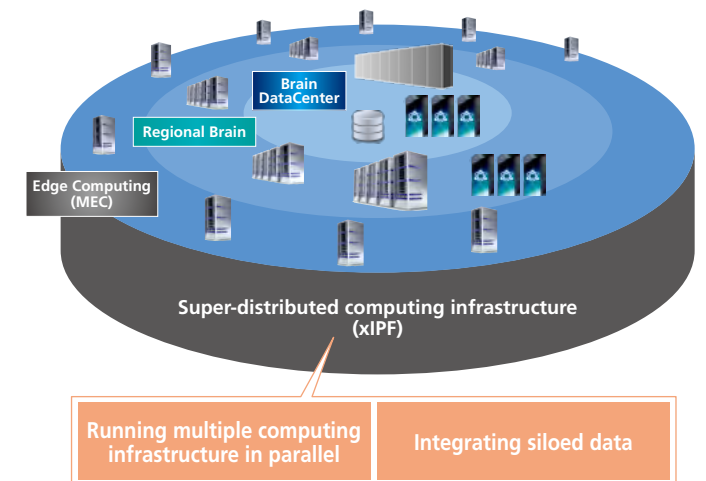 Brain
DataCenter
Regional Brain
Edge Computing
(MEC)
Super-distributed computing infrastructure
(xIPF)
Running multiple computing
infrastructure in parallel
Integrating siloed data